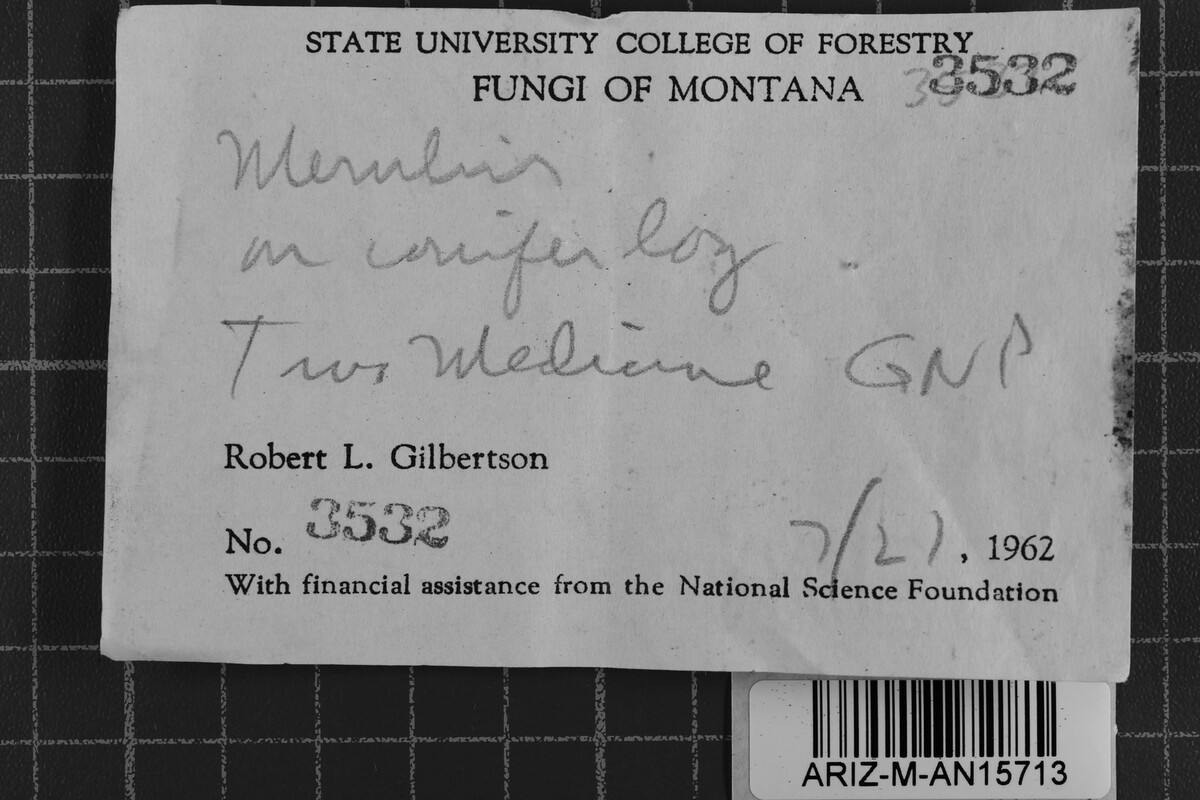 STATE UNIVERSITY COLLEGE OF FORESTRY
FUNGI OF MONTANA 3532
Merulius
on conifer log
Two Medicine GNP
Robert L. Gilbertson
No. 3532 7/27, 1962
With financial assistance from the National Science Foundation
ARIZ-M-AN15713